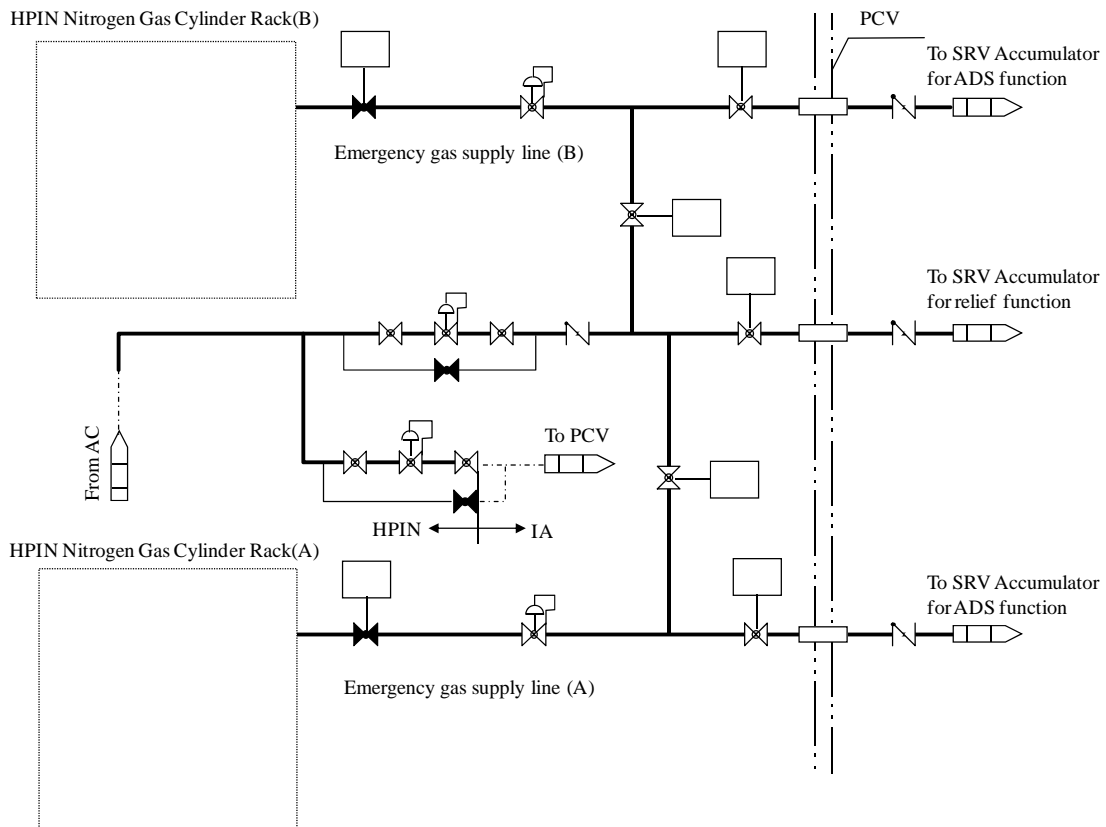 HPIN Nitrogen Gas Cylinder Rack(B)
PCV
To SRV Accumulator
for ADS function
Emergency gas supply line (B)
To SRV Accumulator
for relief function
From AC
To PCV
HPIN
IA
HPIN Nitrogen Gas Cylinder Rack(A)
To SRV Accumulator
for ADS function
Emergency gas supply line (A)